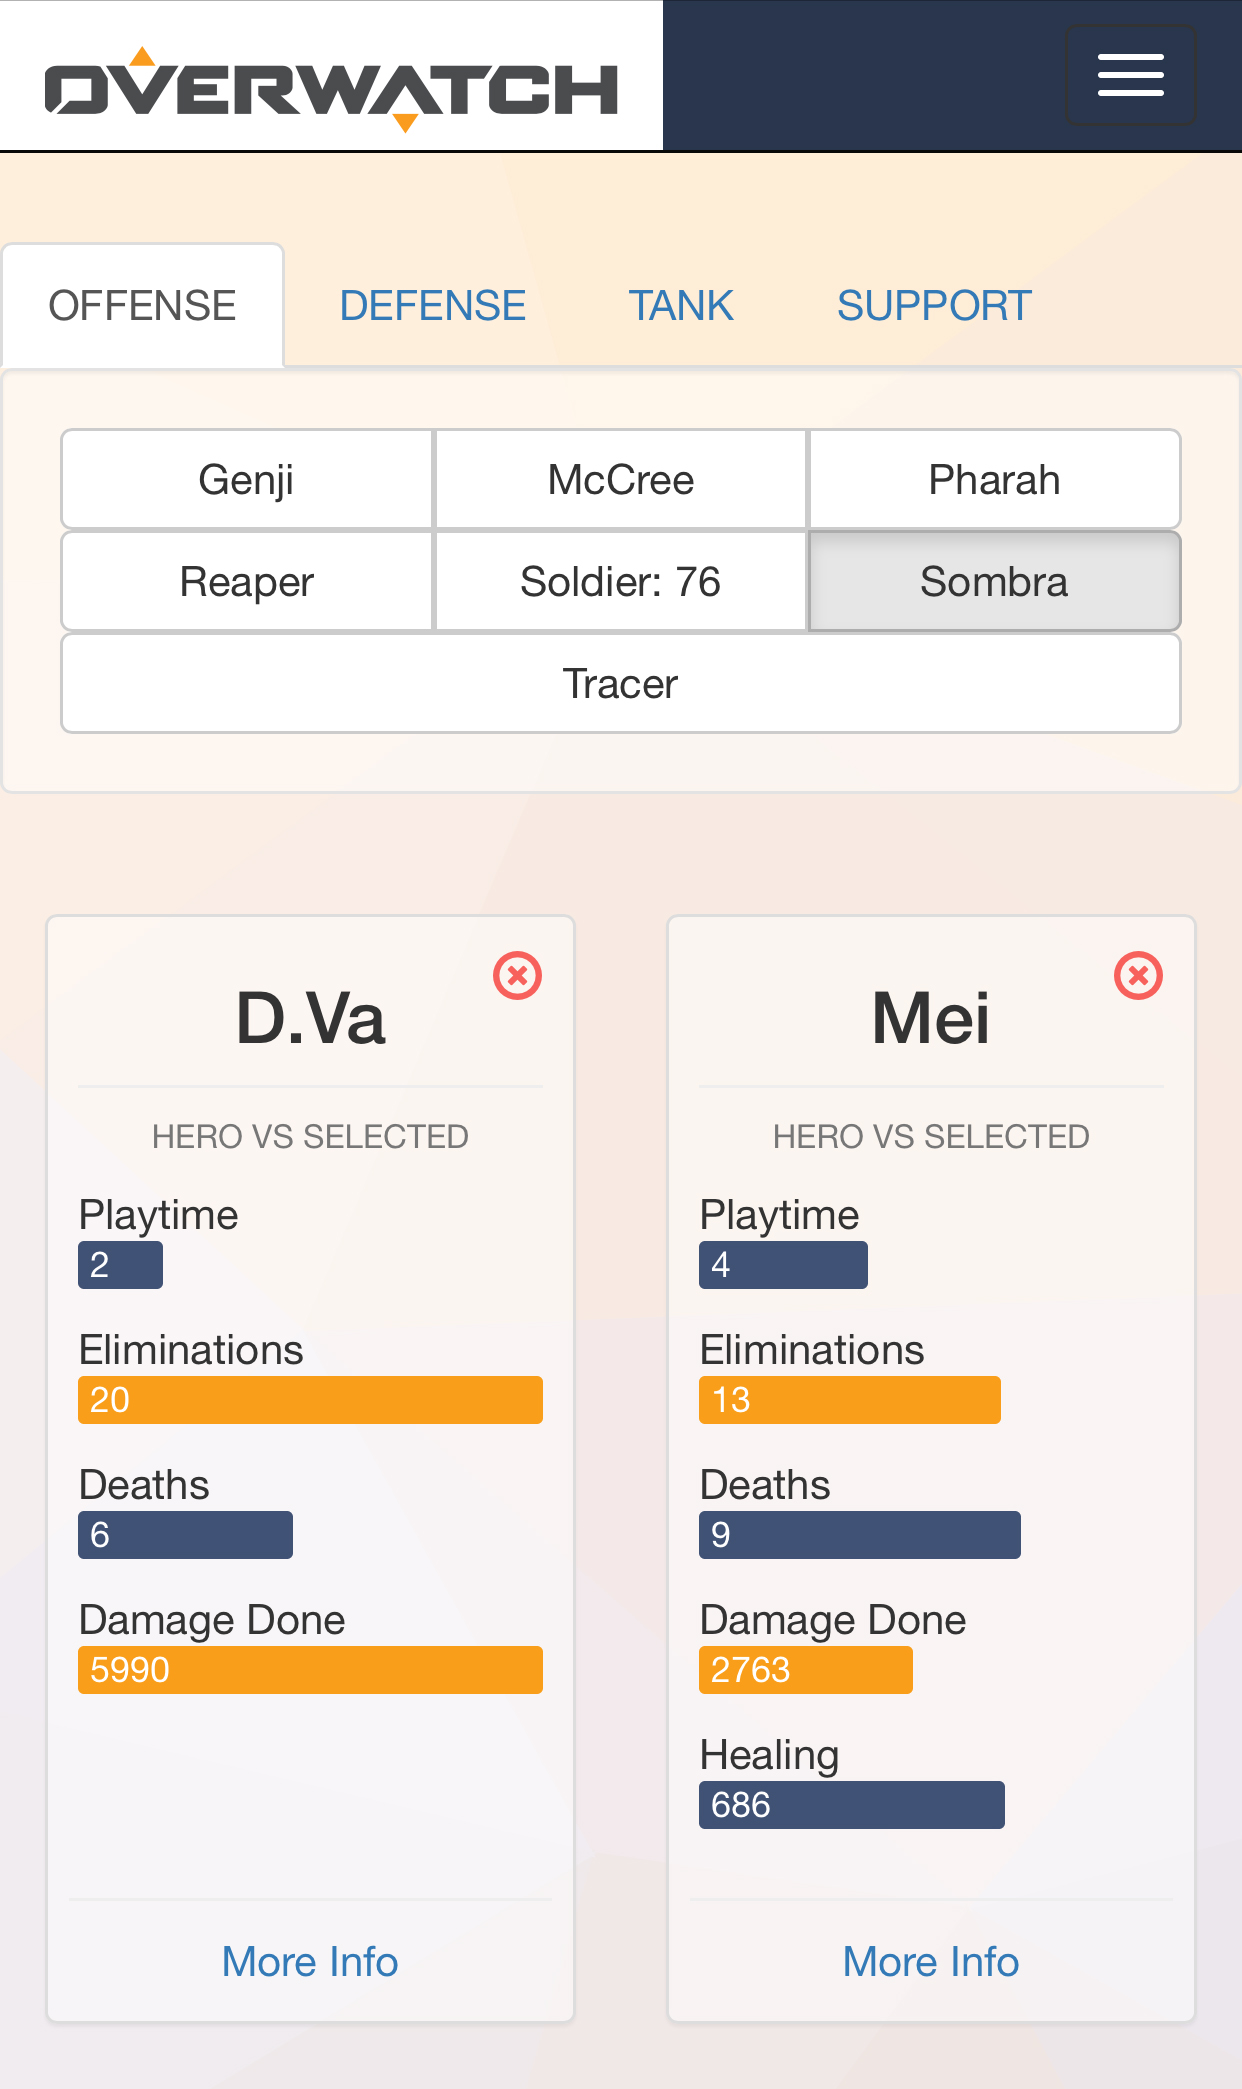 OVERWATCH
OFFENSE DEFENSE TANK SUPPORT
Genji McCree Pharah
Reaper Soldier: 76 Sombra
Tracer
D.Va
HERO VS SELECTED
Playtime
2
Eliminations
20
Deaths
6
Damage Done
5990
More Info
Mei
HERO VS SELECTED
Playtime
4
Eliminations
13
Deaths
9
Damage Done
2763
Healing
686
More Info